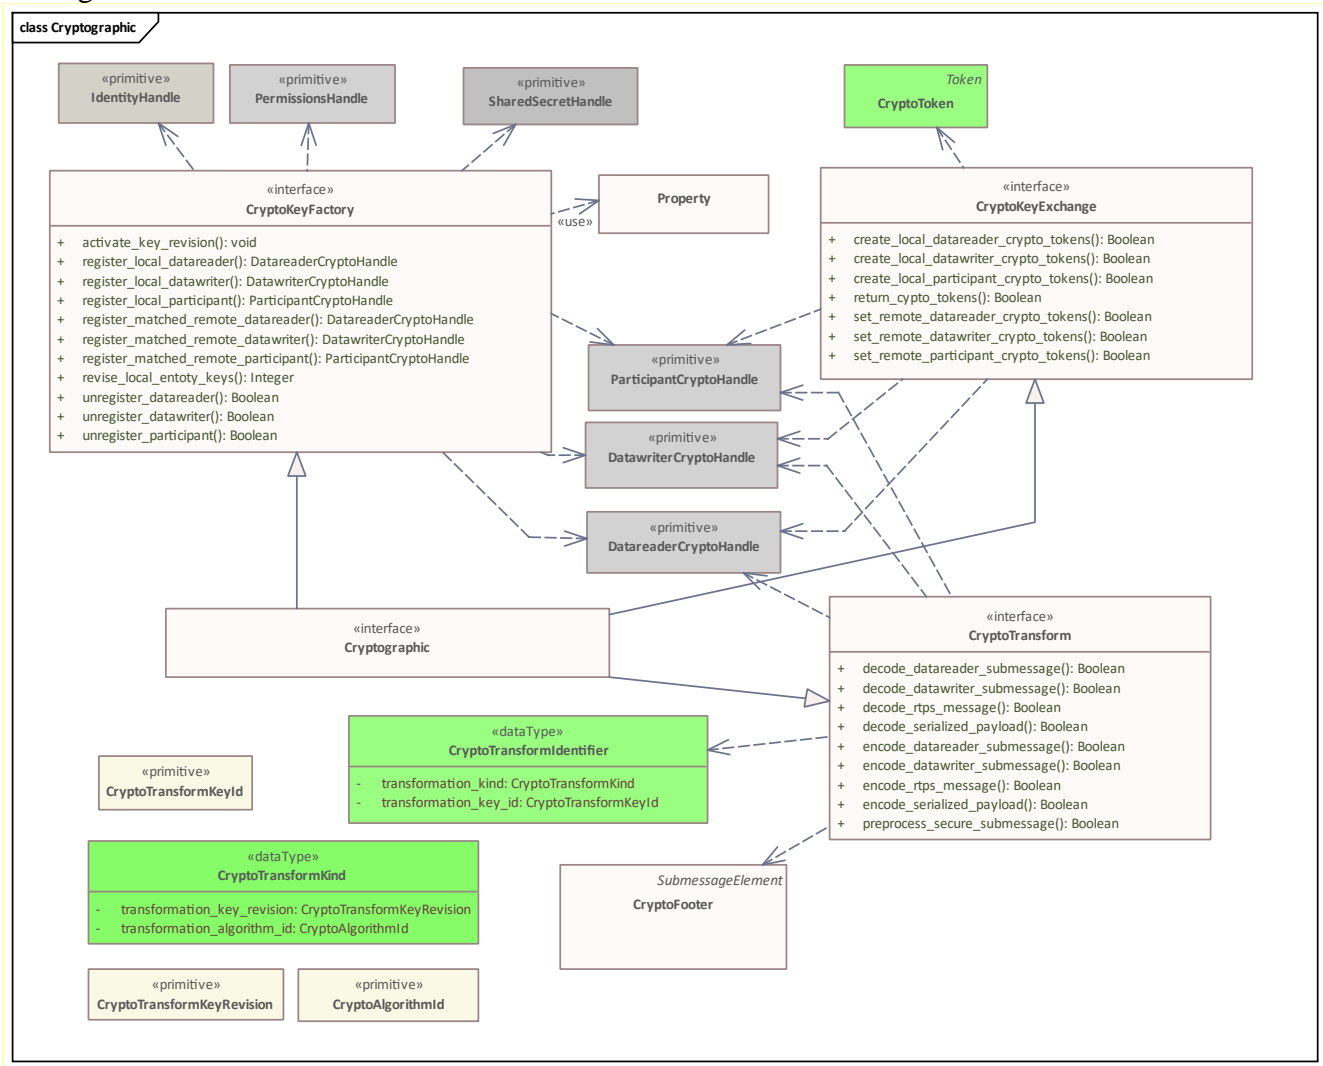 class Cryptographic
«primitive»
IdentityHandle
«primitive»
PermissionsHandle
«primitive»
SharedSecretHandle
Token
CryptoToken
«interface»
CryptoKeyFactory
+ activate_key_revision(): void
+ register_local_datareader(): DatareaderCryptoHandle
+ register_local_datawriter(): DatawriterCryptoHandle
+ register_local_participant(): ParticipantCryptoHandle
+ register_matched_remote_datareader(): DatareaderCryptoHandle
+ register_matched_remote_datawriter(): DatawriterCryptoHandle
+ register_matched_remote_participant(): ParticipantCryptoHandle
+ revise_local_entoty_keys(): Integer
+ unregister_datareader(): Boolean
+ unregister_datawriter(): Boolean
+ unregister_participant(): Boolean
Property
«use»
«interface»
CryptoKeyExchange
+ create_local_datareader_crypto_tokens(): Boolean
+ create_local_datawriter_crypto_tokens(): Boolean
+ create_local_participant_crypto_tokens(): Boolean
+ return_cypto_tokens(): Boolean
+ set_remote_datareader_crypto_tokens(): Boolean
+ set_remote_datawriter_crypto_tokens(): Boolean
+ set_remote_participant_crypto_tokens(): Boolean
«primitive»
ParticipantCryptoHandle
«primitive»
DatawriterCryptoHandle
«primitive»
DatareaderCryptoHandle
«interface»
Cryptographic
«interface»
CryptoTransform
+ decode_datareader_submessage(): Boolean
+ decode_datawriter_submessage(): Boolean
+ decode_rtps_message(): Boolean
+ decode_serialized_payload(): Boolean
+ encode_datareader_submessage(): Boolean
+ encode_datawriter_submessage(): Boolean
+ encode_rtps_message(): Boolean
+ encode_serialized_payload(): Boolean
+ preprocess_secure_submessage(): Boolean
«dataType»
CryptoTransformIdentifier
- transformation_kind: CryptoTransformKind
- transformation_key_id: CryptoTransformKeyId
«primitive»
CryptoTransformKeyId
«dataType»
CryptoTransformKind
- transformation_key_revision: CryptoTransformKeyRevision
- transformation_algorithm_id: CryptoAlgorithmId
SubmessageElement
CryptoFooter
«primitive»
CryptoTransformKeyRevision
«primitive»
CryptoAlgorithmId